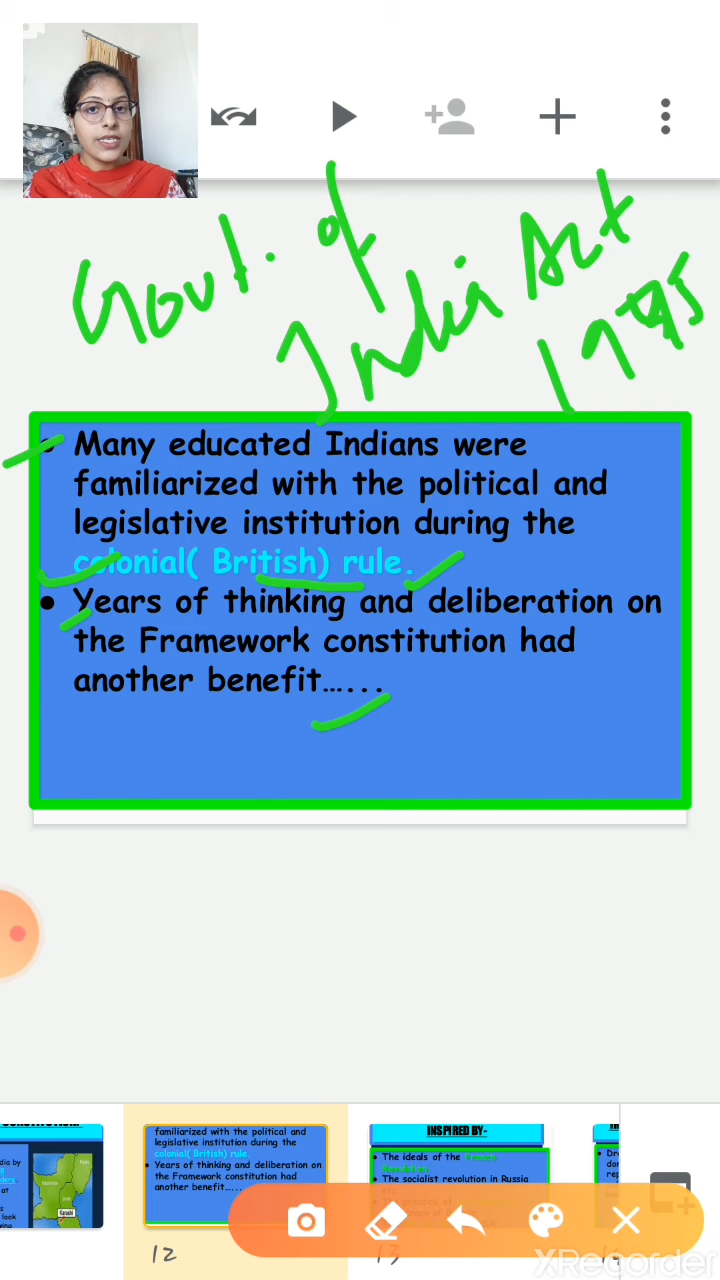 Govt. of
India Act
● Many educated Indians were
familiarized with the political and
legislative institution during the
colonial( British) rule.
● Years of thinking and deliberation on
the Framework constitution had
another benefit…...
familiarized with the political and
legislative institution during the
colonial( British) rule.
● Years of thinking and deliberation on
the Framework constitution had
another benefit…...
12
INSPIRED BY-
● The ideals of the
● The socialist revolution in Russia
13
Karachi
XRecorder